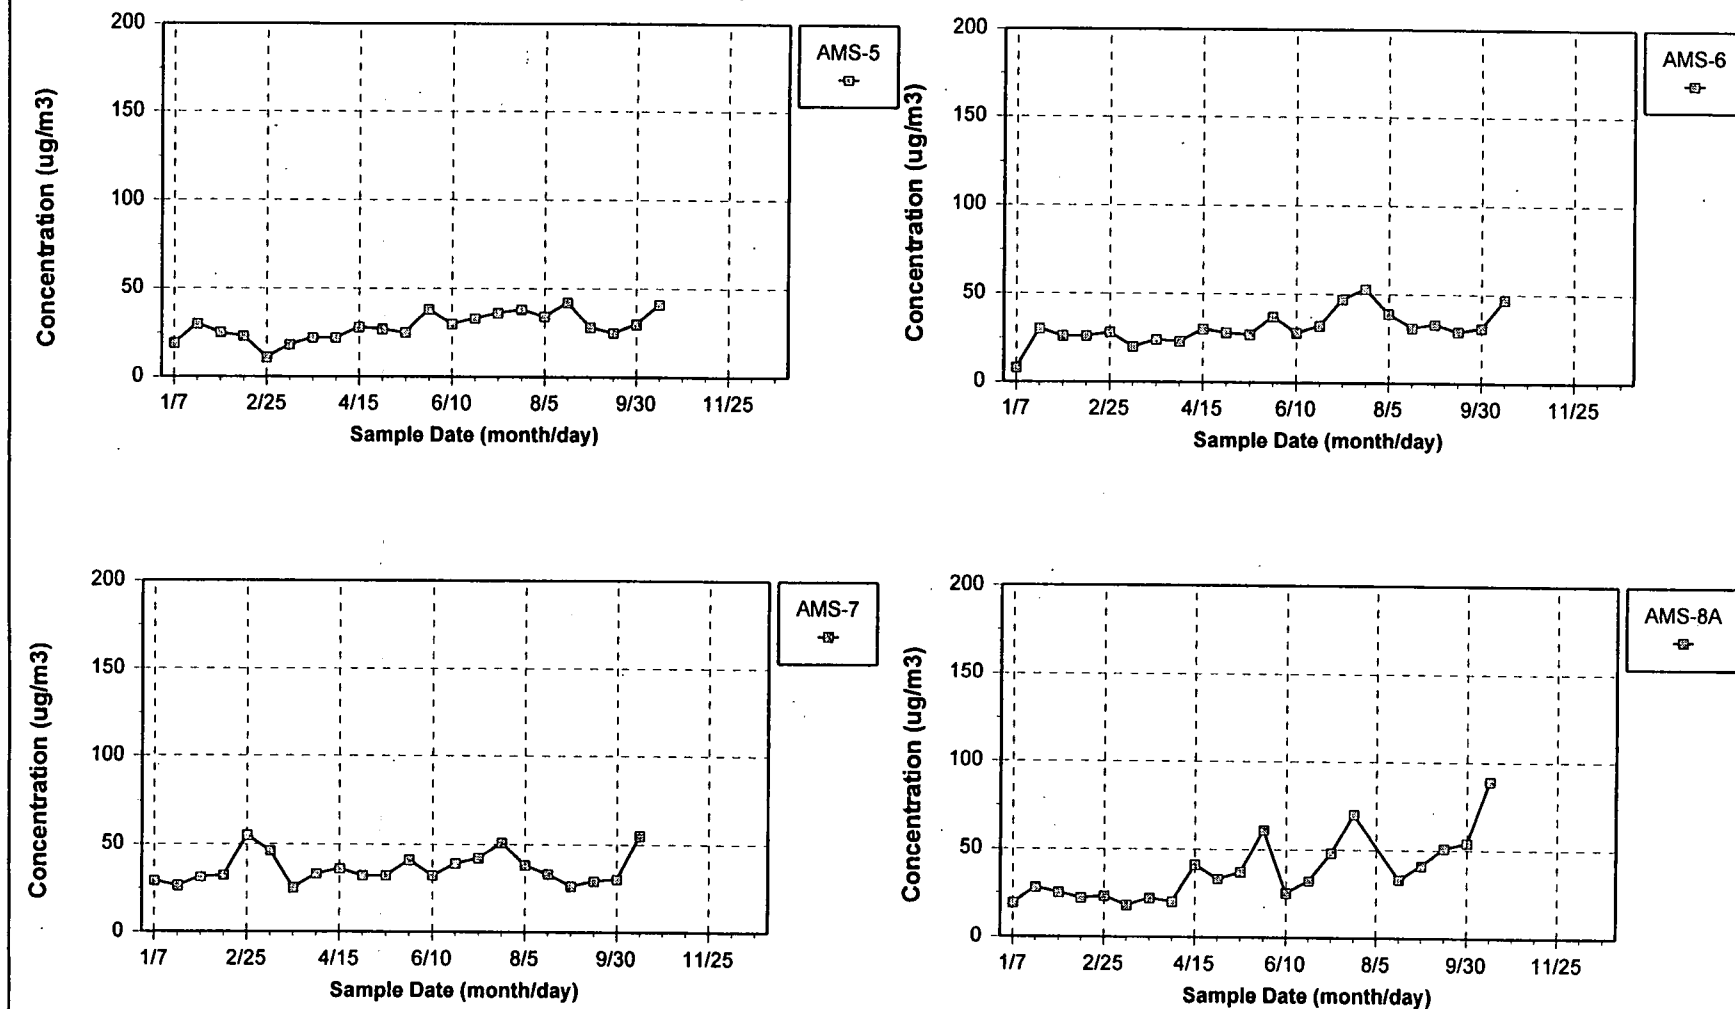 200
150
100
50
0
Concentration (ug/m3)
1/7 2/25 4/15 6/10 8/5 9/30 11/25
Sample Date (month/day)
AMS-5
200
150
100
50
0
Concentration (ug/m3)
1/7 2/25 4/15 6/10 8/5 9/30 11/25
Sample Date (month/day)
AMS-6
200
150
100
50
0
Concentration (ug/m3)
1/7 2/25 4/15 6/10 8/5 9/30 11/25
Sample Date (month/day)
AMS-7
200
150
100
50
0
Concentration (ug/m3)
1/7 2/25 4/15 6/10 8/5 9/30 11/25
Sample Date (month/day)
AMS-8A